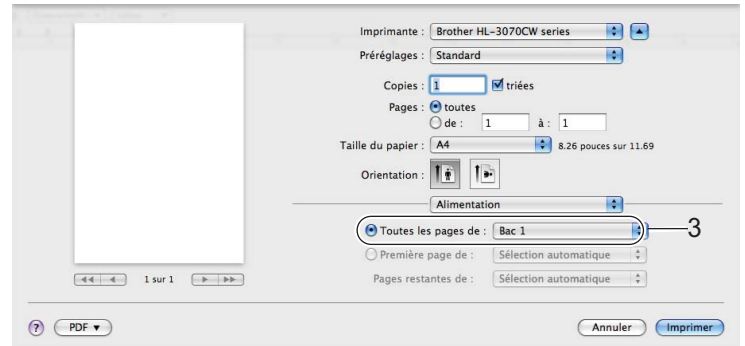 Imprimante : Brother HL-3070CW series
Préréglages : Standard
Copies : 1 triées
Pages : toutes
de : 1 à : 1
Taille du papier : A4 8.26 pouces sur 11.69
Orientation :
Alimentation
Toutes les pages de : Bac 1 3
Première page de : Sélection automatique
Pages restantes de : Sélection automatique
1 sur 1
? PDF ▼ Annuler Imprimer